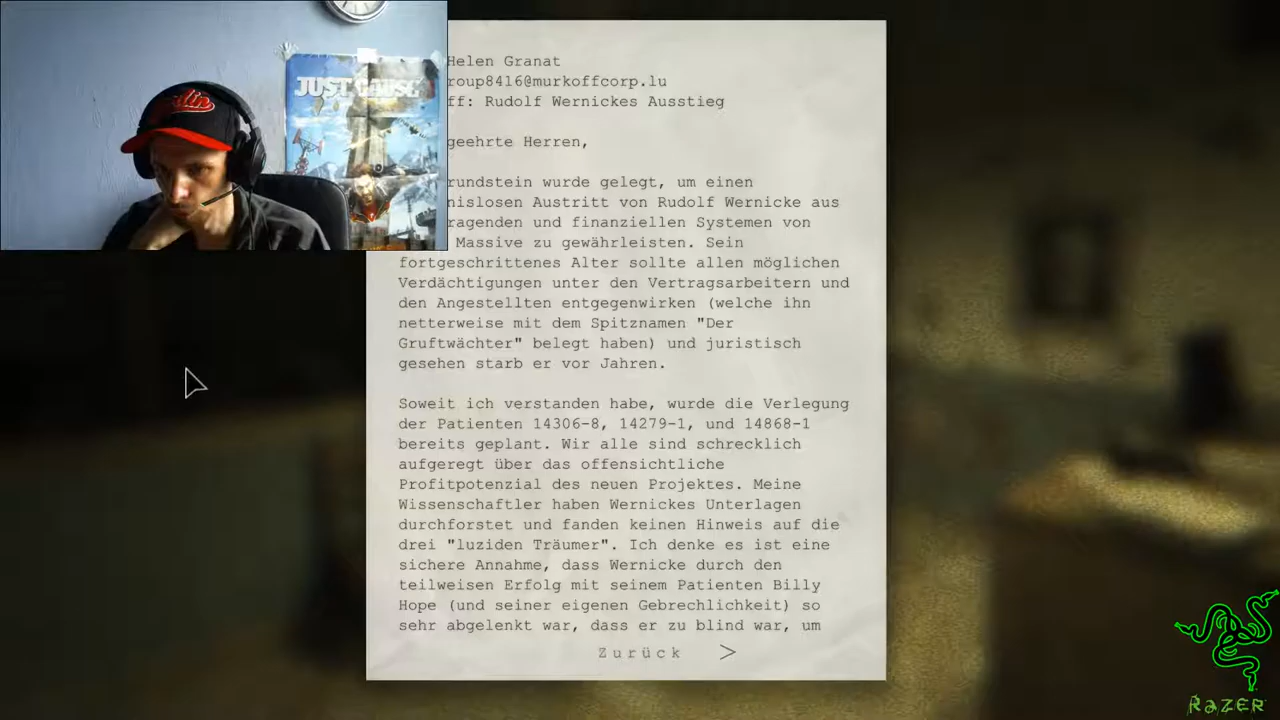 JUST CAUSE
Helen Granat
roup8416@murkoffcorp.lu
ff: Rudolf Wernickes Ausstieg
geehrte Herren,
rundstein wurde gelegt, um einen
nislosen Austritt von Rudolf Wernicke aus
ragenden und finanziellen Systemen von
Massive zu gewährleisten. Sein
fortgeschrittenes Alter sollte allen möglichen
Verdächtigungen unter den Vertragsarbeitern und
den Angestellten entgegenwirken (welche ihn
netterweise mit dem Spitznamen "Der
Gruftwächter" belegt haben) und juristisch
gesehen starb er vor Jahren.
Soweit ich verstanden habe, wurde die Verlegung
der Patienten 14306-8, 14279-1, und 14868-1
bereits geplant. Wir alle sind schrecklich
aufgeregt über das offensichtliche
Profitpotenzial des neuen Projektes. Meine
Wissenschaftler haben Wernickes Unterlagen
durchforstet und fanden keinen Hinweis auf die
drei "luziden Träumer". Ich denke es ist eine
sichere Annahme, dass Wernicke durch den
teilweisen Erfolg mit seinem Patienten Billy
Hope (und seiner eigenen Gebrechlichkeit) so
sehr abgelenkt war, dass er zu blind war, um
Zurück >
RAZER